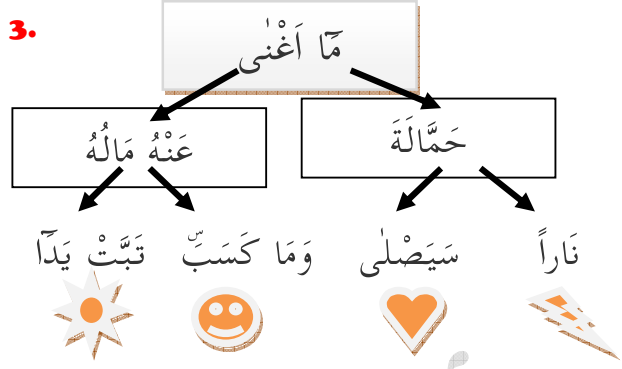 3.
مَٓا اَغْنٰى
عَنْهُ مَالُهُ
حَمَّالَةَ
نَاراً
سَيَصْلٰى
وَمَا كَسَبَّۜ
تَبَّتْ يَدَٓا